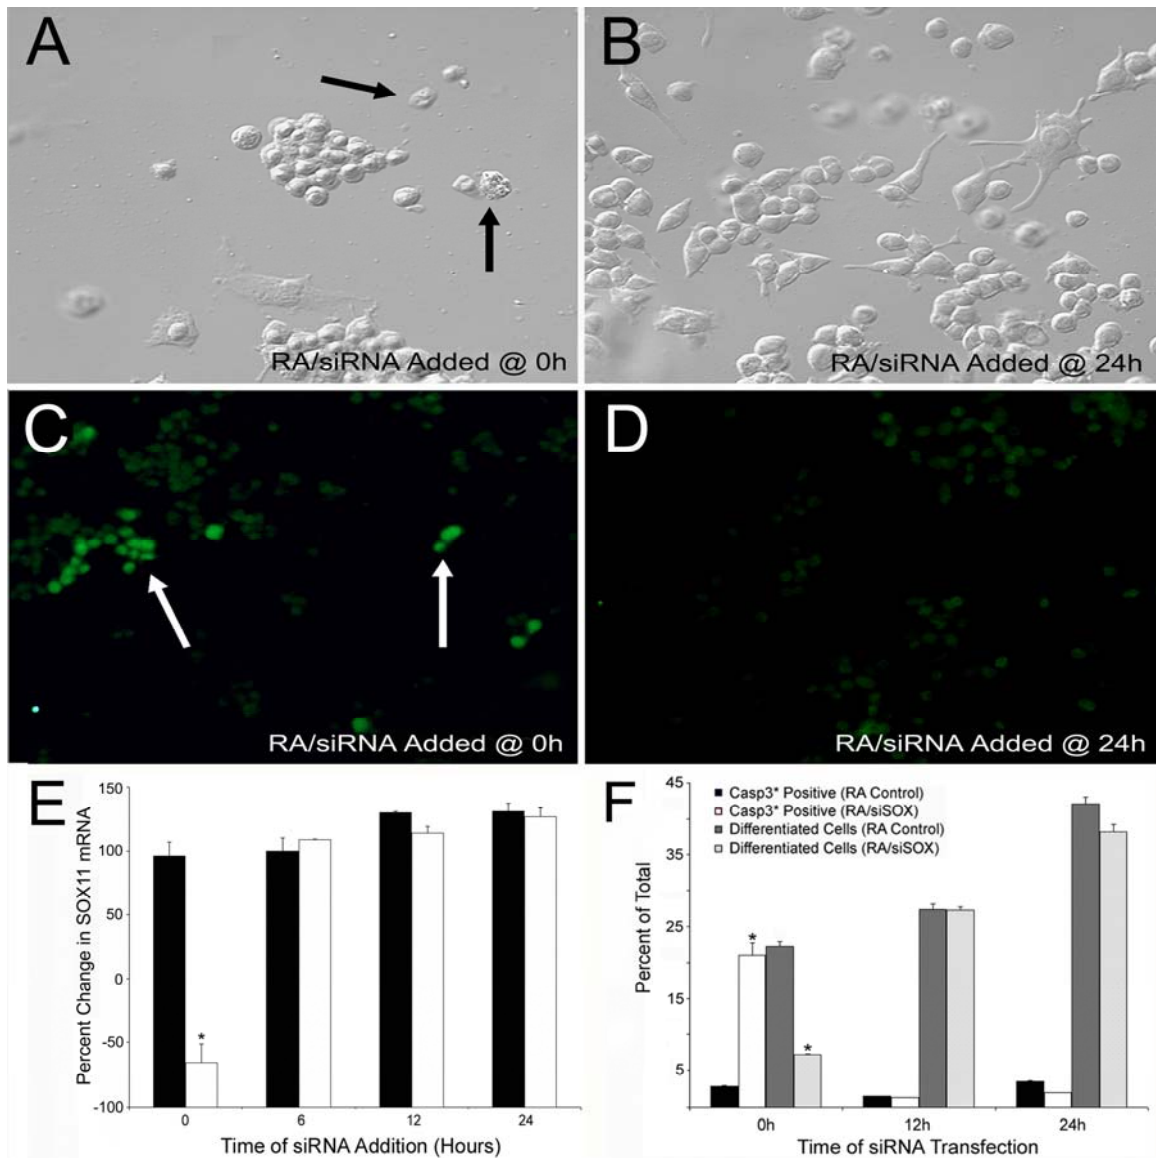 A
RA/siRNA Added @ 0h
B
RA/siRNA Added @ 24h
C
RA/siRNA Added @ 0h
D
RA/siRNA Added @ 24h
E
Percent Change in SOX11 mRNA
150
100
50
0
-50
-100
*
0 6 12 24
Time of siRNA Addition (Hours)
F
Percent of Total
45
35
25
15
5
Casp3* Positive (RA Control)
Casp3* Positive (RA/siSOX)
Differentiated Cells (RA Control)
Differentiated Cells (RA/siSOX)
*
*
0h 12h 24h
Time of siRNA Transfection